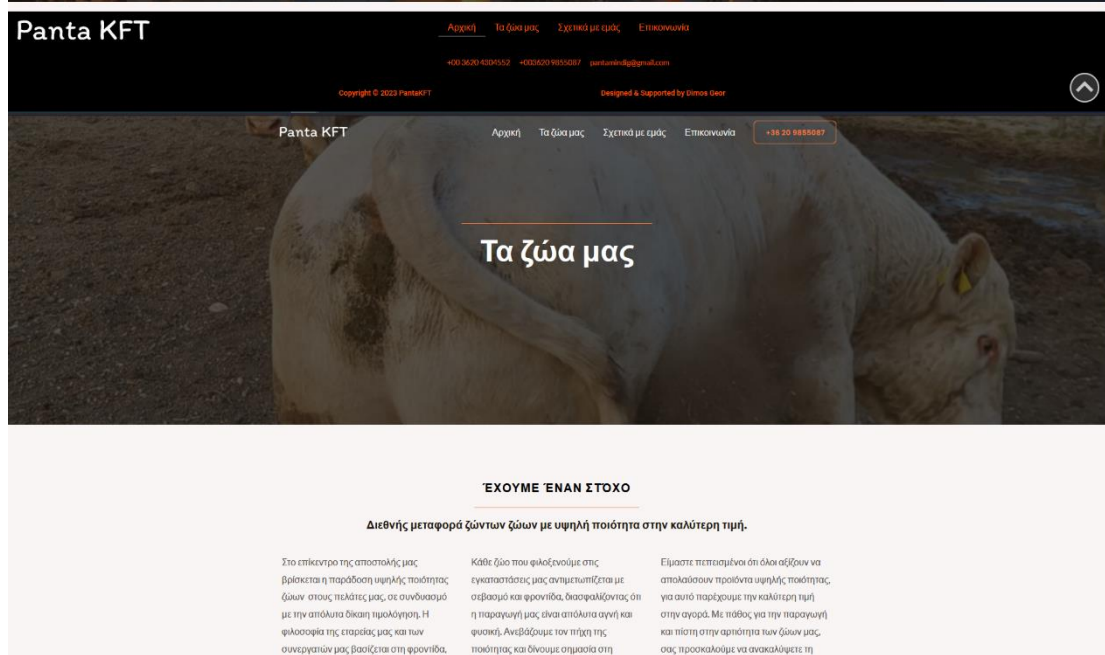 Panta KFT
Αρχική Τα ζώα μας Σχετικά με εμάς Επικοινωνία
+00 3620 4304552 +003620 9855087 pantamindig@gmail.com
Copyright © 2023 PantaKFT Designed & Supported by Dimos Geor
Panta KFT Αρχική Τα ζώα μας Σχετικά με εμάς Επικοινωνία +36 20 9855087
Τα ζώα μας
ΈΧΟΥΜΕ ΈΝΑΝ ΣΤΌΧΟ
Διεθνής μεταφορά ζώντων ζώων με υψηλή ποιότητα στην καλύτερη τιμή.
Στο επίκεντρο της αποστολής μας
βρίσκεται η παράδοση υψηλής ποιότητας
ζώων στους πελάτες μας, σε συνδυασμό
με την απόλυτα δίκαιη τιμολόγηση. Η
φιλοσοφία της εταρείας μας και των
συνεργατών μας βασίζεται στη φροντίδα,
Κάθε ζώο που φιλοξενούμε στις
εγκαταστάσεις μας αντιμετωπίζεται με
σεβασμό και φροντίδα, διασφαλίζοντας ότι
η παραγωγή μας είναι απόλυτα αγνή και
φυσική. Ανεβάζουμε τον πήχη της
ποιότητας και δίνουμε σημασία στη
Είμαστε πεπεισμένοι ότι όλοι αξίζουν να
απολαύσουν προϊόντα υψηλής ποιότητας,
για αυτό παρέχουμε την καλύτερη τιμή
στην αγορά. Με πάθος για την παραγωγή
και πίστη στην αρτιότητα των ζώων μας,
σας προσκαλούμε να ανακαλύψετε τη